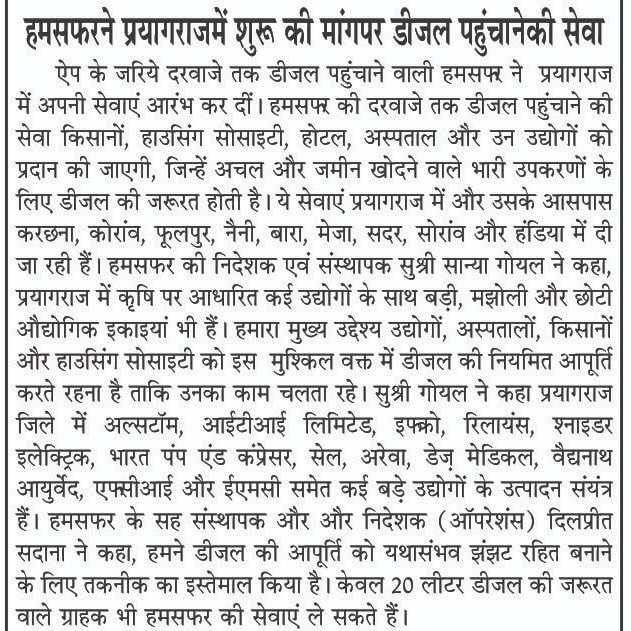 हमसफरने प्रयागराजमें शुरू की मांगपर डीजल पहुंचानेकी सेवा
ऐप के जरिये दरवाजे तक डीजल पहुंचाने वाली हमसफर ने प्रयागराज
में अपनी सेवाएं आरंभ कर दीं। हमसफर की दरवाजे तक डीजल पहुंचाने की
सेवा किसानों, हाउसिंग सोसाइटी, होटल, अस्पताल और उन उद्योगों को
प्रदान की जाएगी, जिन्हें अचल और जमीन खोदने वाले भारी उपकरणों के
लिए डीजल की जरूरत होती है। ये सेवाएं प्रयागराज में और उसके आसपास
करछना, कोरांव, फूलपुर, नैनी, बारा, मेजा, सदर, सोरांव और हंडिया में दी
जा रही हैं। हमसफर की निदेशक एवं संस्थापक सुश्री सान्या गोयल ने कहा,
प्रयागराज में कृषि पर आधारित कई उद्योगों के साथ बड़ी, मझोली और छोटी
औद्योगिक इकाइयां भी हैं। हमारा मुख्य उद्देश्य उद्योगों, अस्पतालों, किसानों
और हाउसिंग सोसाइटी को इस मुश्किल वक्त में डीजल की नियमित आपूर्ति
करते रहना है ताकि उनका काम चलता रहे। सुश्री गोयल ने कहा प्रयागराज
जिले में अल्सटॉम, आईटीआई लिमिटेड, इफ्को, रिलायंस, श्नाइडर
इलेक्ट्रिक, भारत पंप एंड कंप्रेसर, सेल, अरेवा, डेज़ मेडिकल, वैद्यनाथ
आयुर्वेद, एफसीआई और ईएमसी समेत कई बड़े उद्योगों के उत्पादन संयंत्र
हैं। हमसफर के सह संस्थापक और और निदेशक (ऑपरेशंस) दिलप्रीत
सदाना ने कहा, हमने डीजल की आपूर्ति को यथासंभव झंझट रहित बनाने
के लिए तकनीक का इस्तेमाल किया है। केवल 20 लीटर डीजल की जरूरत
वाले ग्राहक भी हमसफर की सेवाएं ले सकते हैं।